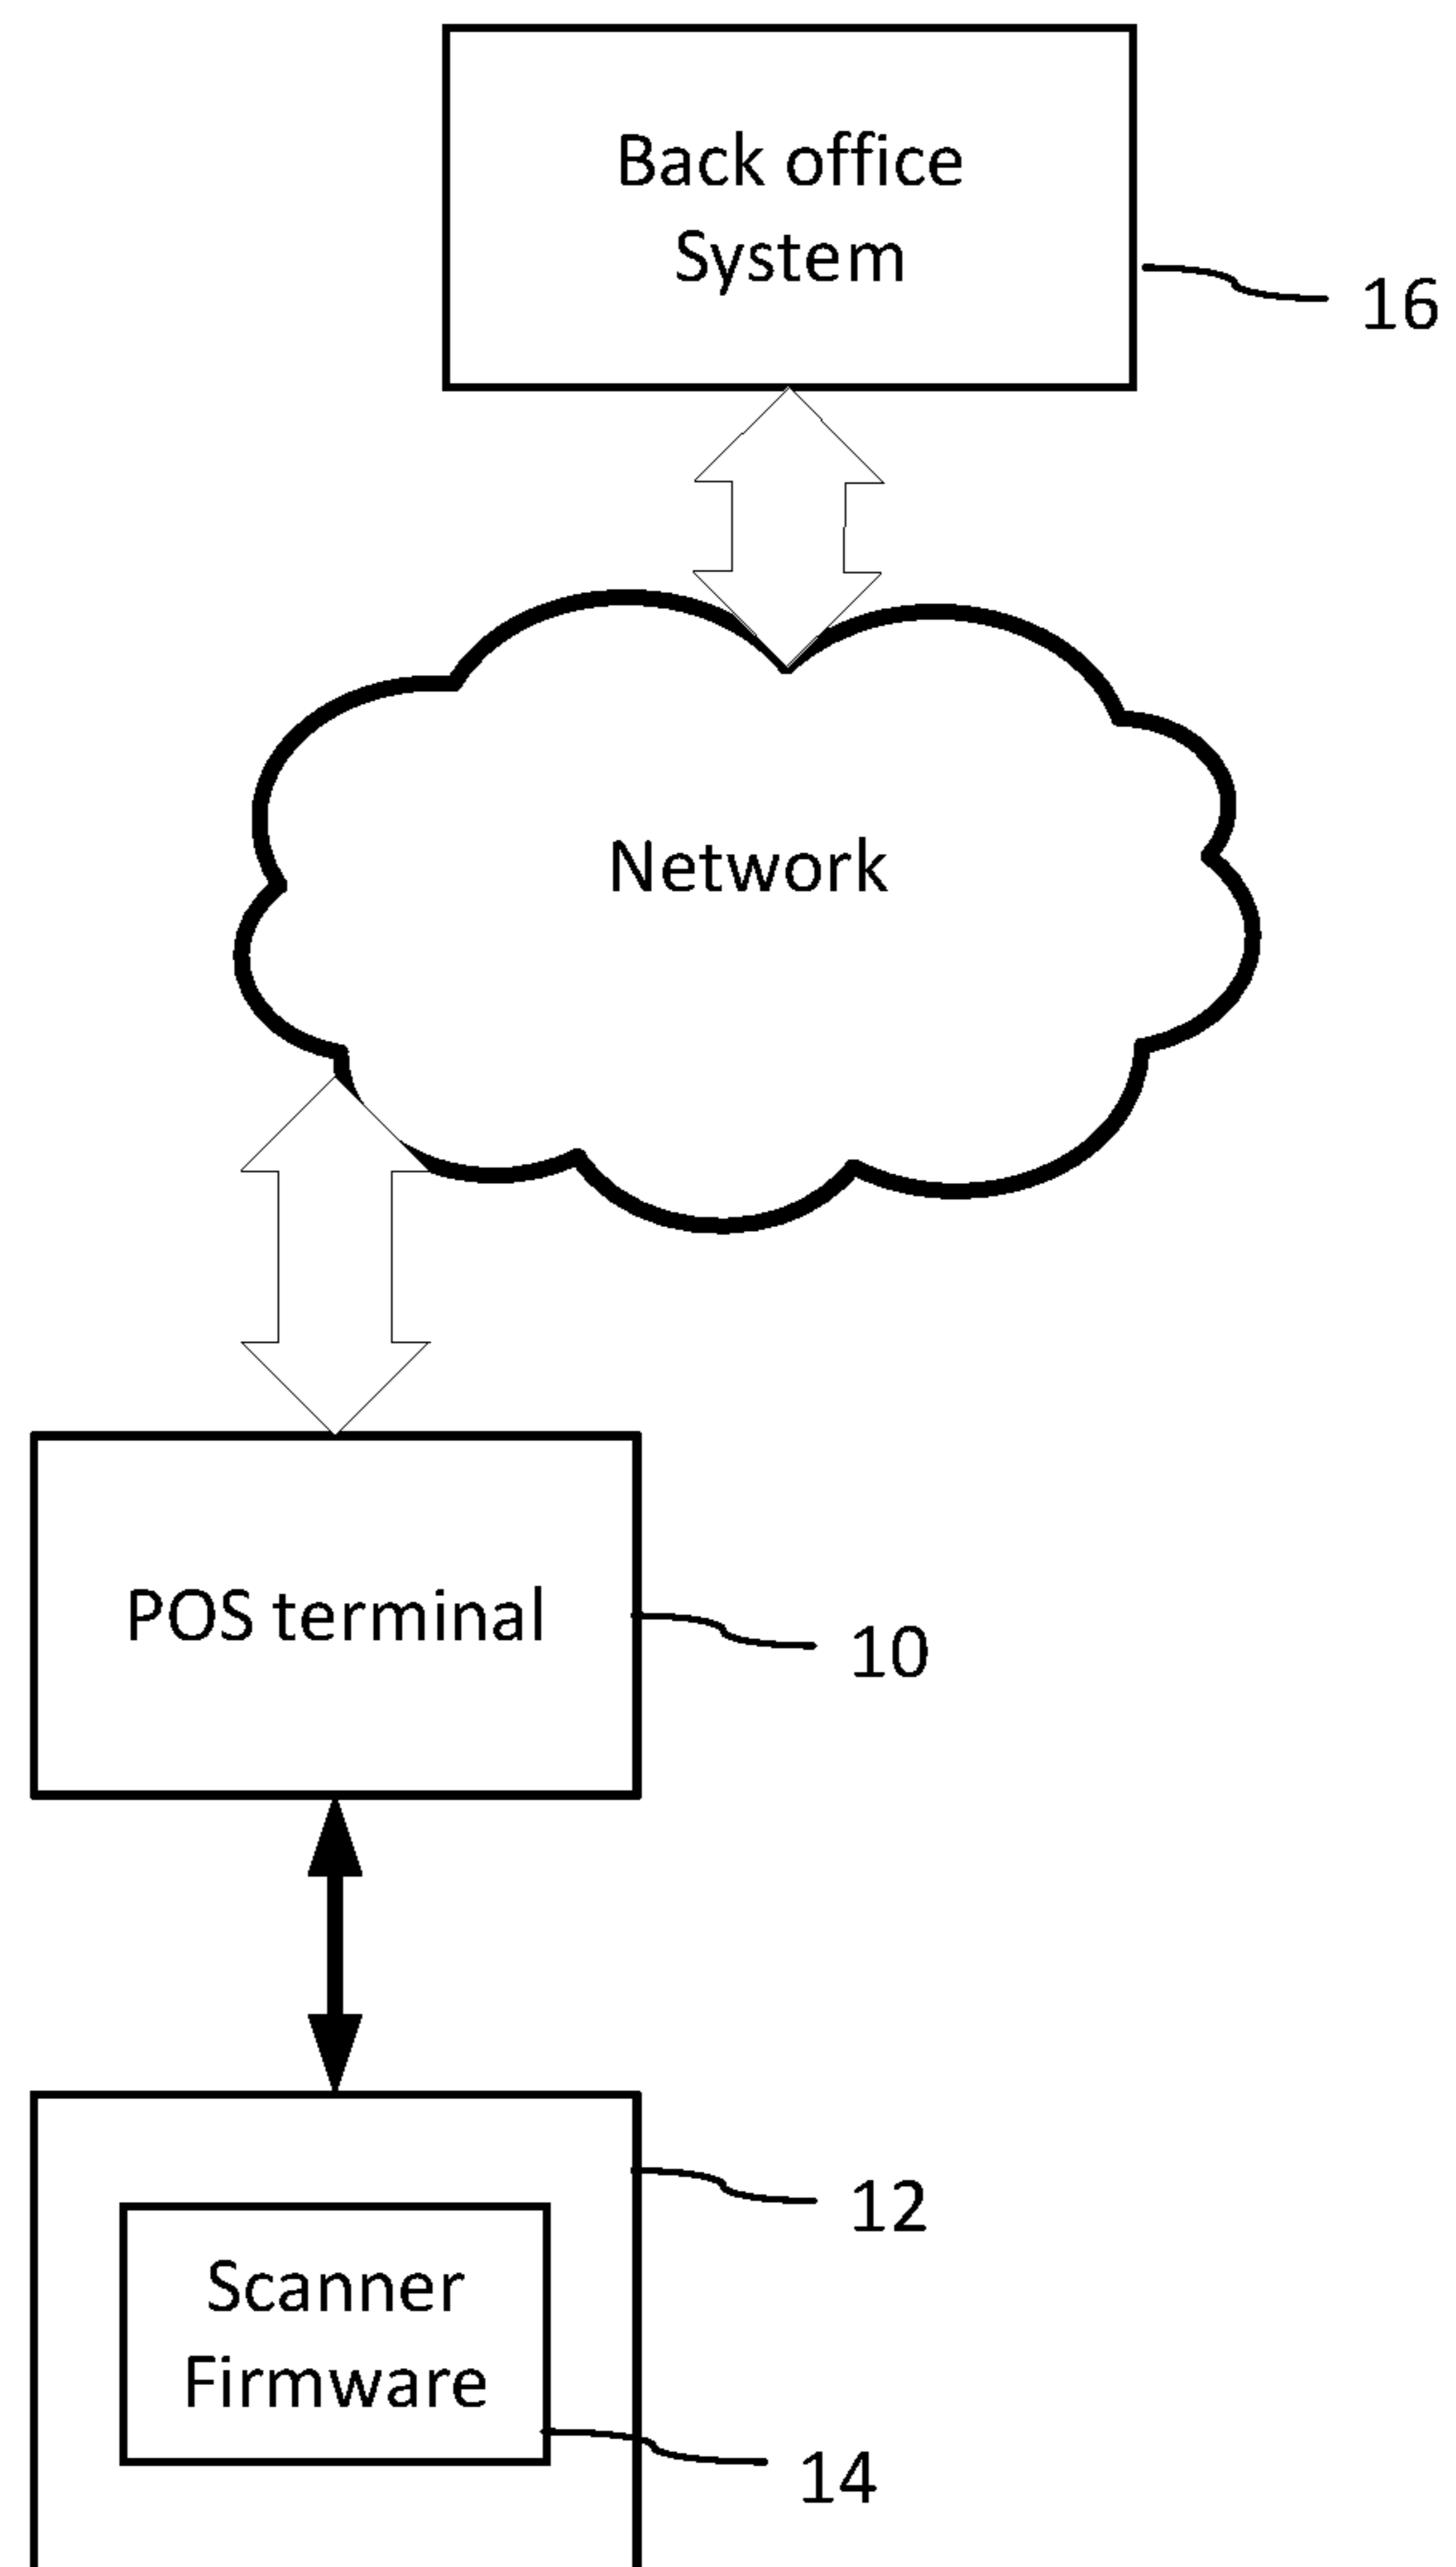 Back office
System
16
Network
POS terminal
10
12
Scanner
Firmware
14